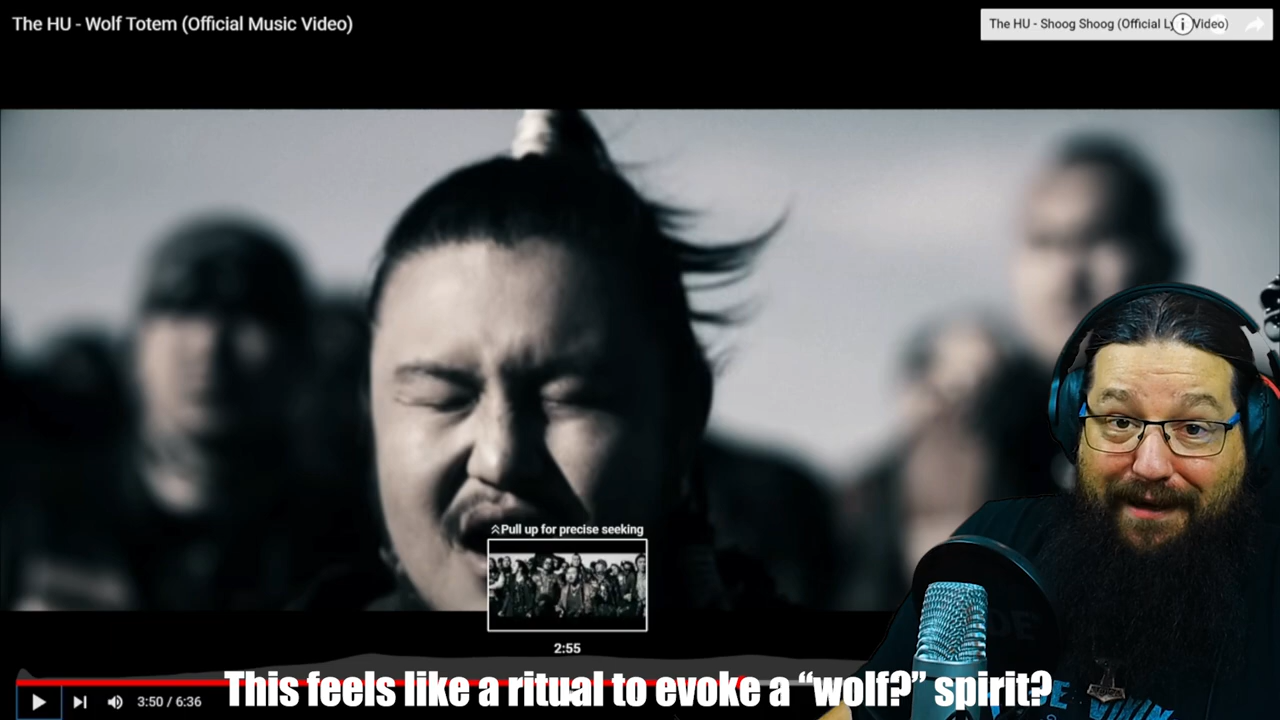 The HU - Wolf Totem (Official Music Video)
The HU - Shoog Shoog (Official Ly Video)
Pull up for precise seeking
2:55
This feels like a ritual to evoke a “wolf?” spirit?
3:50 / 6:36